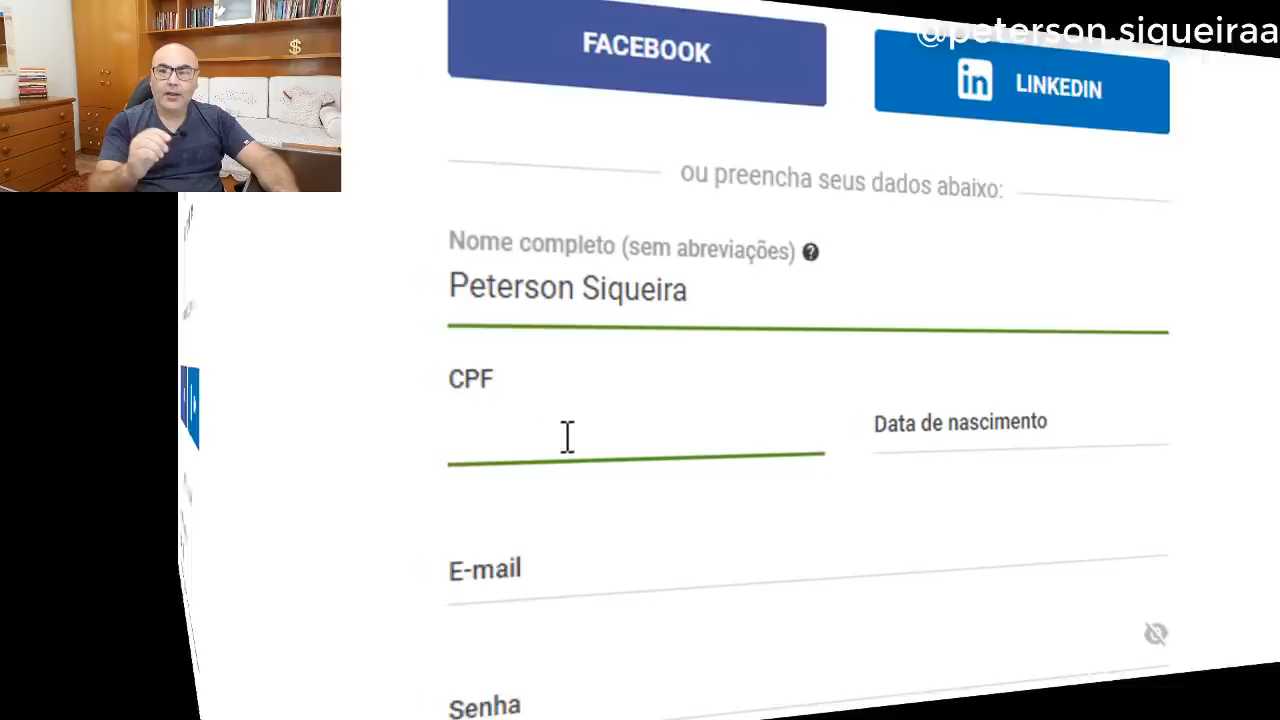 @peterson.siqueiraa
FACEBOOK
in LINKEDIN
ou preencha seus dados abaixo:
Nome completo (sem abreviações) ?
Peterson Siqueira
CPF
Data de nascimento
E-mail
Senha